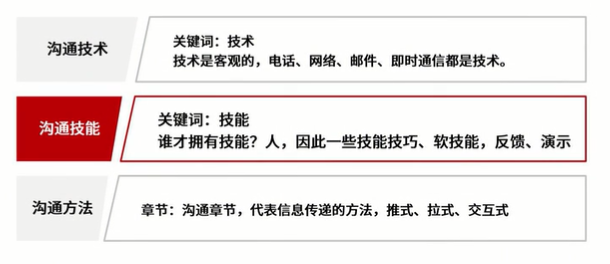 沟通技术
关键词：技术
技术是客观的，电话、网络、邮件、即时通信都是技术。
沟通技能
关键词：技能
谁才拥有技能？人，因此一些技能技巧、软技能，反馈、演示
沟通方法
章节：沟通章节，代表信息传递的方法，推式、拉式、交互式